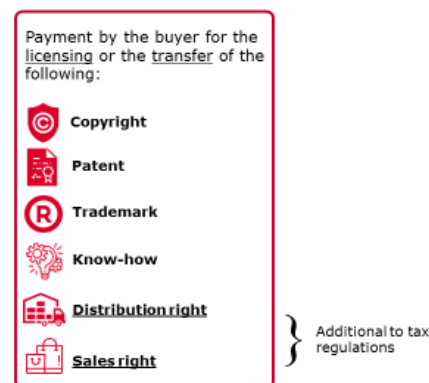 Payment by the buyer for the
licensing or the transfer of the
following:
© Copyright
Patent
R Trademark
Know-how
Distribution right
Sales right
} Additional to tax
regulations